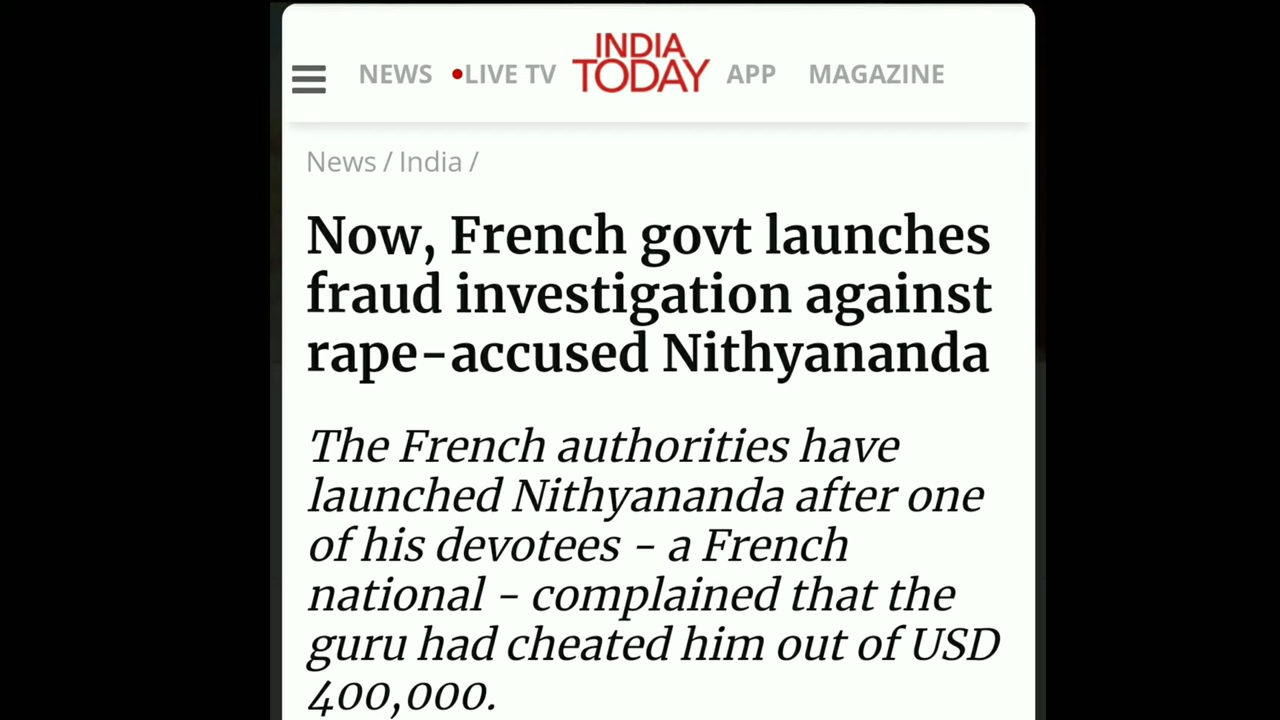 NEWS •LIVE TV INDIA TODAY APP MAGAZINE
News / India /
Now, French govt launches
fraud investigation against
rape-accused Nithyananda
The French authorities have
launched Nithyananda after one
of his devotees - a French
national - complained that the
guru had cheated him out of USD
400,000.